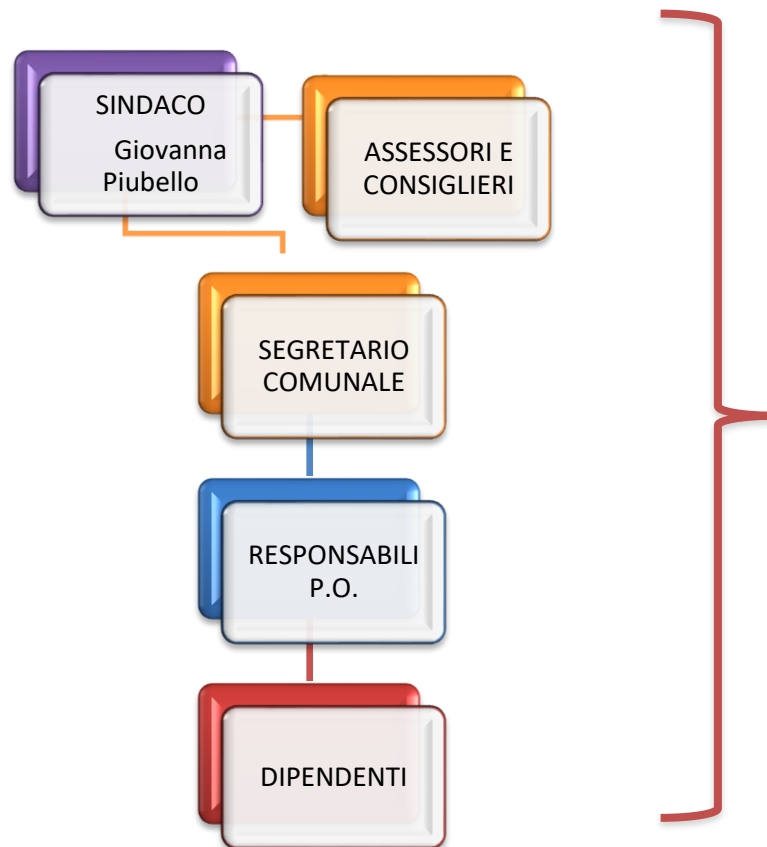 SINDACO
Giovanna
Piubello
ASSESSORI E
CONSIGLIERI
SEGRETARIO
COMUNALE
RESPONSABILI
P.O.
DIPENDENTI